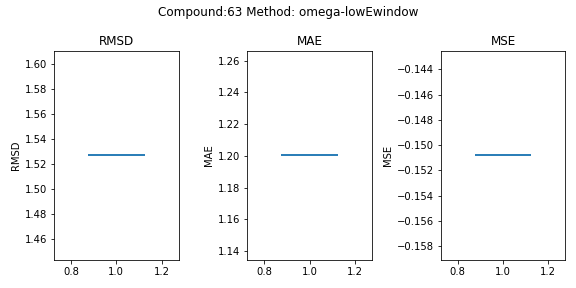 Compound:63 Method: omega-lowEwindow
RMSD
MAE
MSE
RMSD
1.60
1.58
1.56
1.54
1.52
1.50
1.48
1.46
0.8 1.0 1.2
MAE
1.26
1.24
1.22
1.20
1.18
1.16
1.14
0.8 1.0 1.2
MSE
−0.144
−0.146
−0.148
−0.150
−0.152
−0.154
−0.156
−0.158
0.8 1.0 1.2